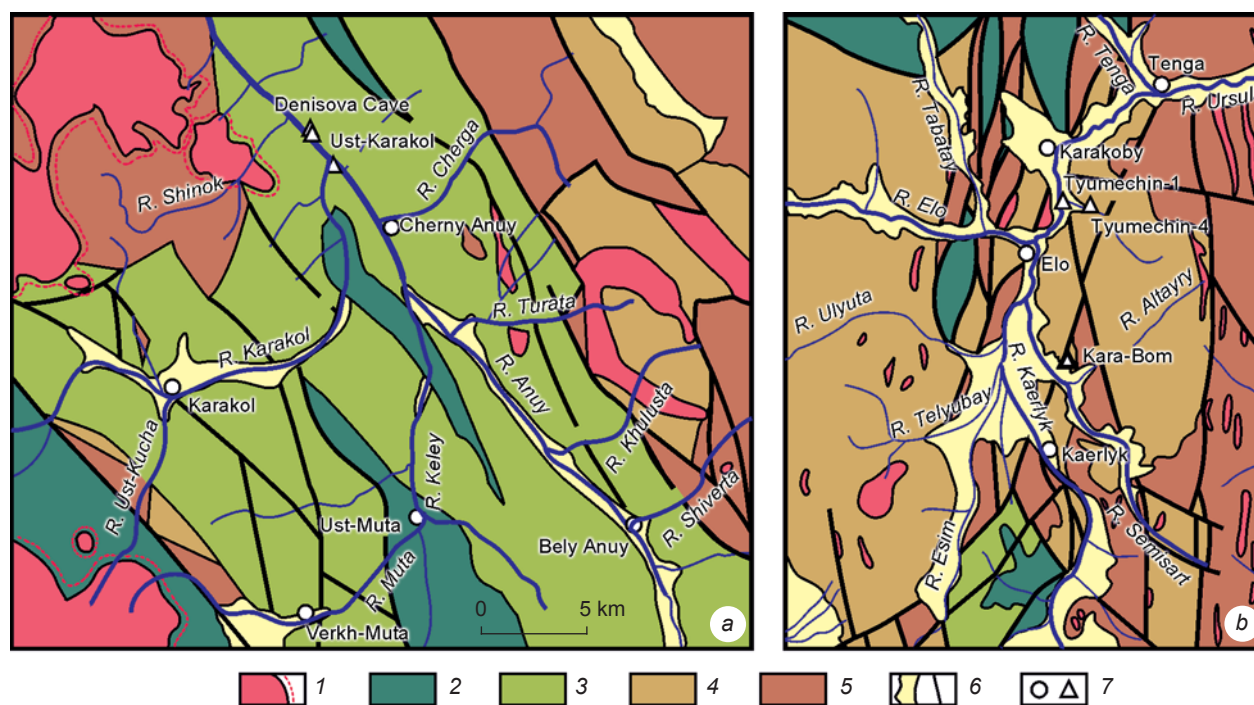 Denisova Cave
Ust-Karakol
R. Cherga
R. Shinok
Cherny Anuy
R. Turata
R. Karakol
R. Anuy
Karakol
R. Khulusta
R. Ust-Kucha
R. Keley
R. Shiverta
Ust-Muta
Bely Anuy
R. Muta
Verkh-Muta
0 5 km
a
R. Tenga
Tenga
R. Ursul
R. Tabatay
Karakoby
Tyumechin-1
R. Elo
Tyumechin-4
Elo
R. Altayry
R. Ulyuta
Kara-Bom
R. Kaerlyk
R. Telyubay
Kaerlyk
R. Semisart
R. Esim
b
1 2 3 4 5 6 7